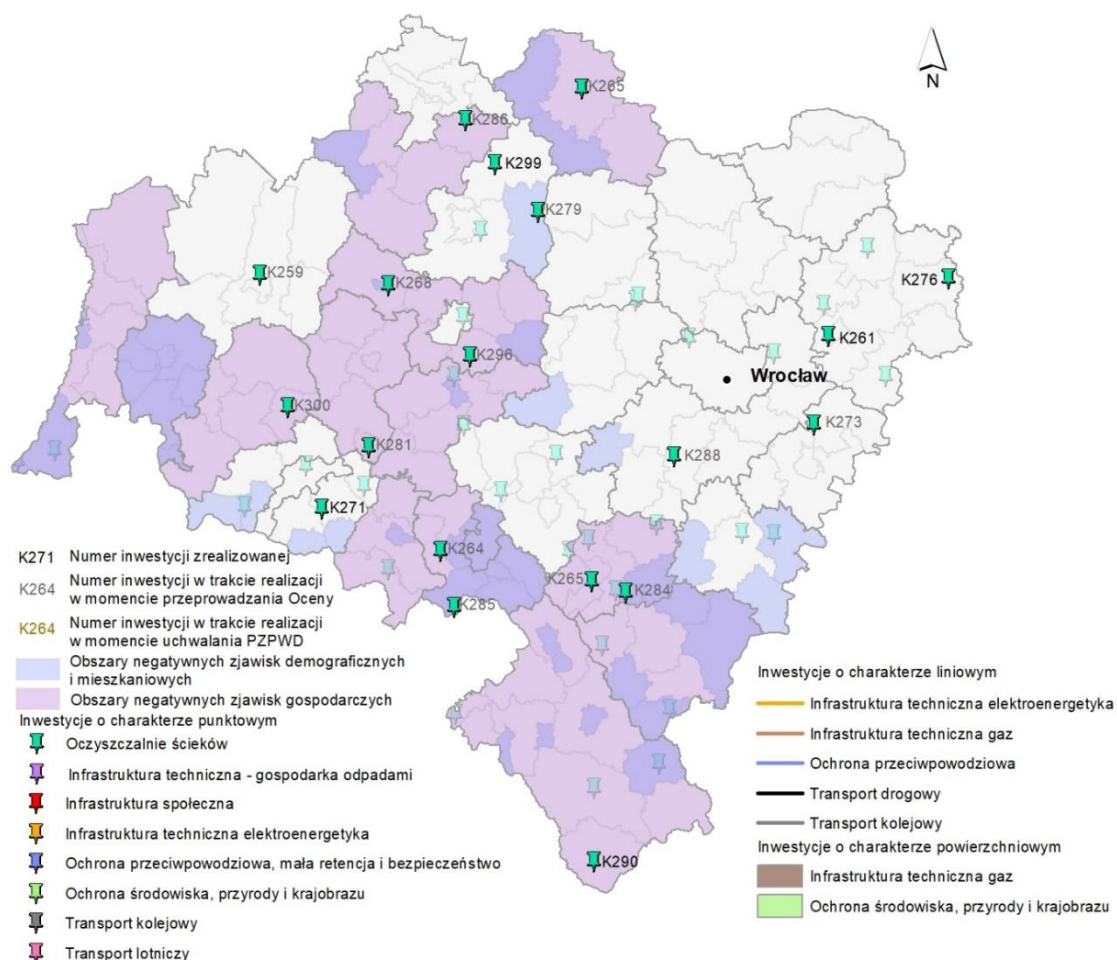 K265
N
K286
K299
K279
K259
K268
K276
K261
K296
Wrocław
K300
K273
K281
K288
K271
K264
K265
K284
K285
K290
K271 Numer inwestycji zrealizowanej
K264 Numer inwestycji w trakcie realizacji
w momencie przeprowadzania Oceny
K264 Numer inwestycji w trakcie realizacji
w momencie uchwalania PZPWD
Obszary negatywnych zjawisk demograficznych
i mieszkaniowych
Obszary negatywnych zjawisk gospodarczych
Inwestycje o charakterze punktowym
Oczyszczalnie ścieków
Infrastruktura techniczna - gospodarka odpadami
Infrastruktura społeczna
Infrastruktura techniczna elektroenergetyka
Ochrona przeciwpowodziowa, mała retencja i bezpieczeństwo
Ochrona środowiska, przyrody i krajobrazu
Transport kolejowy
Transport lotniczy
Inwestycje o charakterze liniowym
Infrastruktura techniczna elektroenergetyka
Infrastruktura techniczna gaz
Ochrona przeciwpowodziowa
Transport drogowy
Transport kolejowy
Inwestycje o charakterze powierzchniowym
Infrastruktura techniczna gaz
Ochrona środowiska, przyrody i krajobrazu